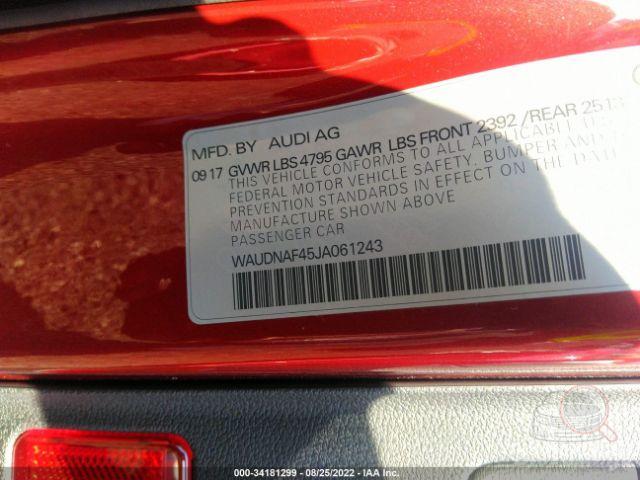 MFD. BY AUDI AG
09 17 GVWR LBS 4795 GAWR LBS FRONT 2392 /REAR 2513
THIS VEHICLE CONFORMS TO ALL APPLICABLE U.S.
FEDERAL MOTOR VEHICLE SAFETY, BUMPER AND
PREVENTION STANDARDS IN EFFECT ON THE DATE
MANUFACTURE SHOWN ABOVE
PASSENGER CAR
WAUDNAF45JA061243
000-34181299 - 08/25/2022 - IAA Inc.